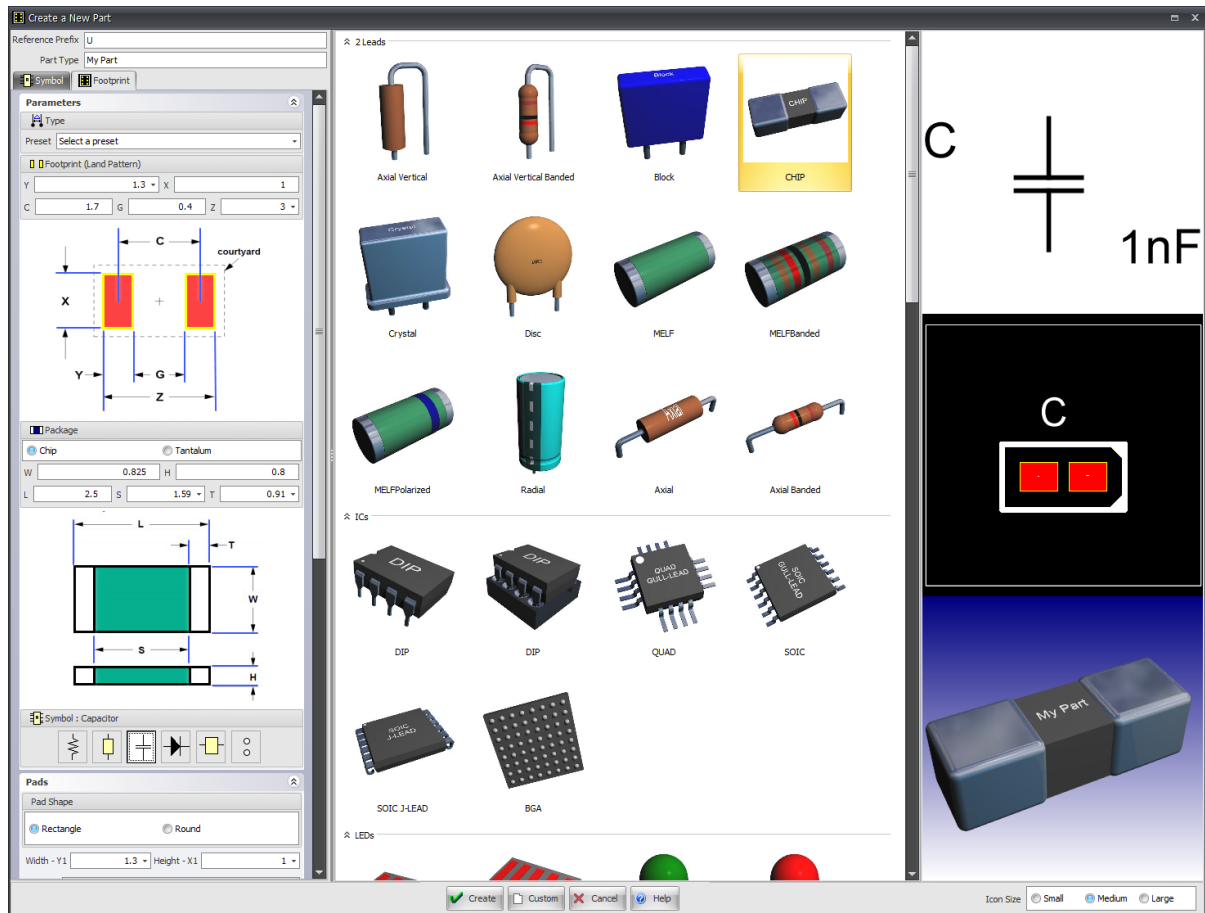 Create a New Part
Reference Prefix U
Part Type My Part
Symbol Footprint
Parameters
Type
Preset Select a preset
Footprint (Land Pattern)
Y 1.3 X 1
C 1.7 G 0.4 Z 3
C
courtyard
X
Y G
Z
Package
Chip Tantalum
W 0.825 H 0.8
L 2.5 S 1.59 T 0.91
L
T
W
S
H
Symbol : Capacitor
Pads
Pad Shape
Rectangle Round
Width - Y1 1.3 Height - X1 1
2 Leads
Block
CHIP
Axial Vertical Axial Vertical Banded Block CHIP
Crystal
Crystal Disc MELF MELFBanded
Axial
MELFPolarized Radial Axial Axial Banded
ICs
DIP
DIP
QUAD
GULL-LEAD
SOIC
GULL-LEAD
DIP DIP QUAD SOIC
SOIC
J-LEAD
SOIC J-LEAD BGA
LEDs
C
1nF
C
My Part
Create Custom Cancel Help
Icon Size Small Medium Large